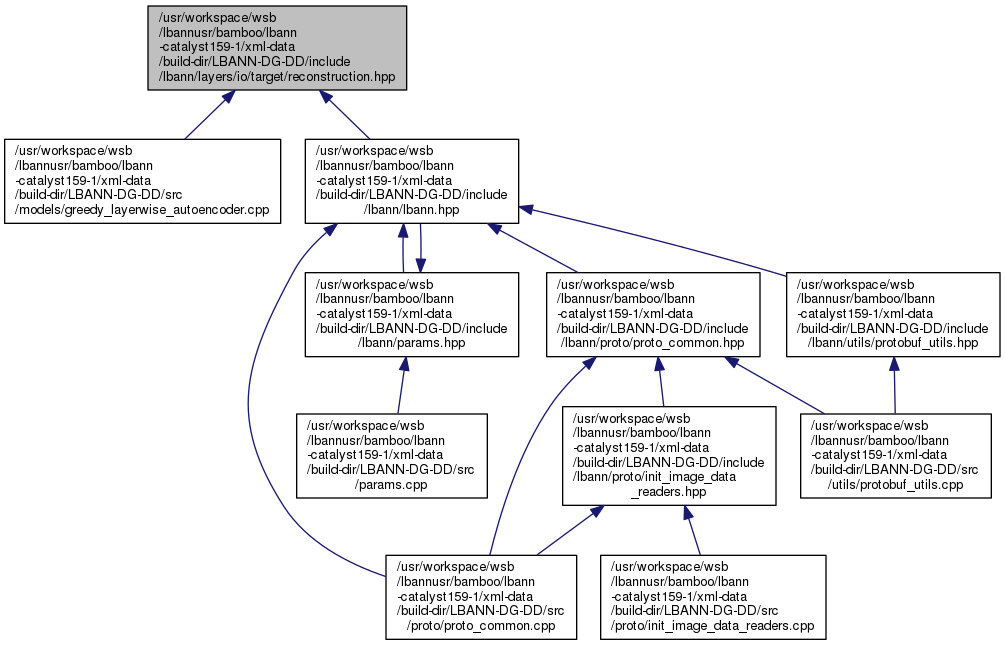 /usr/workspace/wsb
/lbannusr/bamboo/lbann
-catalyst159-1/xml-data
/build-dir/LBANN-DG-DD/include
/lbann/layers/io/target/reconstruction.hpp
/usr/workspace/wsb
/lbannusr/bamboo/lbann
-catalyst159-1/xml-data
/build-dir/LBANN-DG-DD/src
/models/greedy_layerwise_autoencoder.cpp
/usr/workspace/wsb
/lbannusr/bamboo/lbann
-catalyst159-1/xml-data
/build-dir/LBANN-DG-DD/include
/lbann/lbann.hpp
/usr/workspace/wsb
/lbannusr/bamboo/lbann
-catalyst159-1/xml-data
/build-dir/LBANN-DG-DD/include
/lbann/params.hpp
/usr/workspace/wsb
/lbannusr/bamboo/lbann
-catalyst159-1/xml-data
/build-dir/LBANN-DG-DD/include
/lbann/proto/proto_common.hpp
/usr/workspace/wsb
/lbannusr/bamboo/lbann
-catalyst159-1/xml-data
/build-dir/LBANN-DG-DD/include
/lbann/utils/protobuf_utils.hpp
/usr/workspace/wsb
/lbannusr/bamboo/lbann
-catalyst159-1/xml-data
/build-dir/LBANN-DG-DD/src
/params.cpp
/usr/workspace/wsb
/lbannusr/bamboo/lbann
-catalyst159-1/xml-data
/build-dir/LBANN-DG-DD/include
/lbann/proto/init_image_data
_readers.hpp
/usr/workspace/wsb
/lbannusr/bamboo/lbann
-catalyst159-1/xml-data
/build-dir/LBANN-DG-DD/src
/utils/protobuf_utils.cpp
/usr/workspace/wsb
/lbannusr/bamboo/lbann
-catalyst159-1/xml-data
/build-dir/LBANN-DG-DD/src
/proto/proto_common.cpp
/usr/workspace/wsb
/lbannusr/bamboo/lbann
-catalyst159-1/xml-data
/build-dir/LBANN-DG-DD/src
/proto/init_image_data_readers.cpp